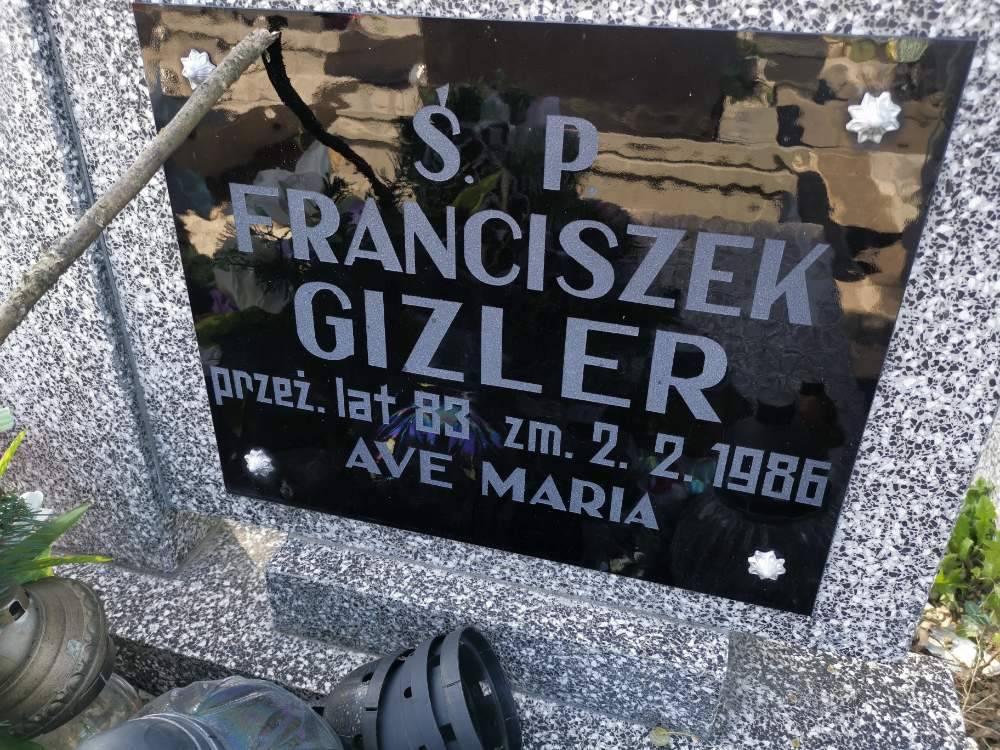 Ś. P.
FRANCISZEK
GIZLER
przeż. lat 83 zm. 2. 2. 1986
AVE MARIA